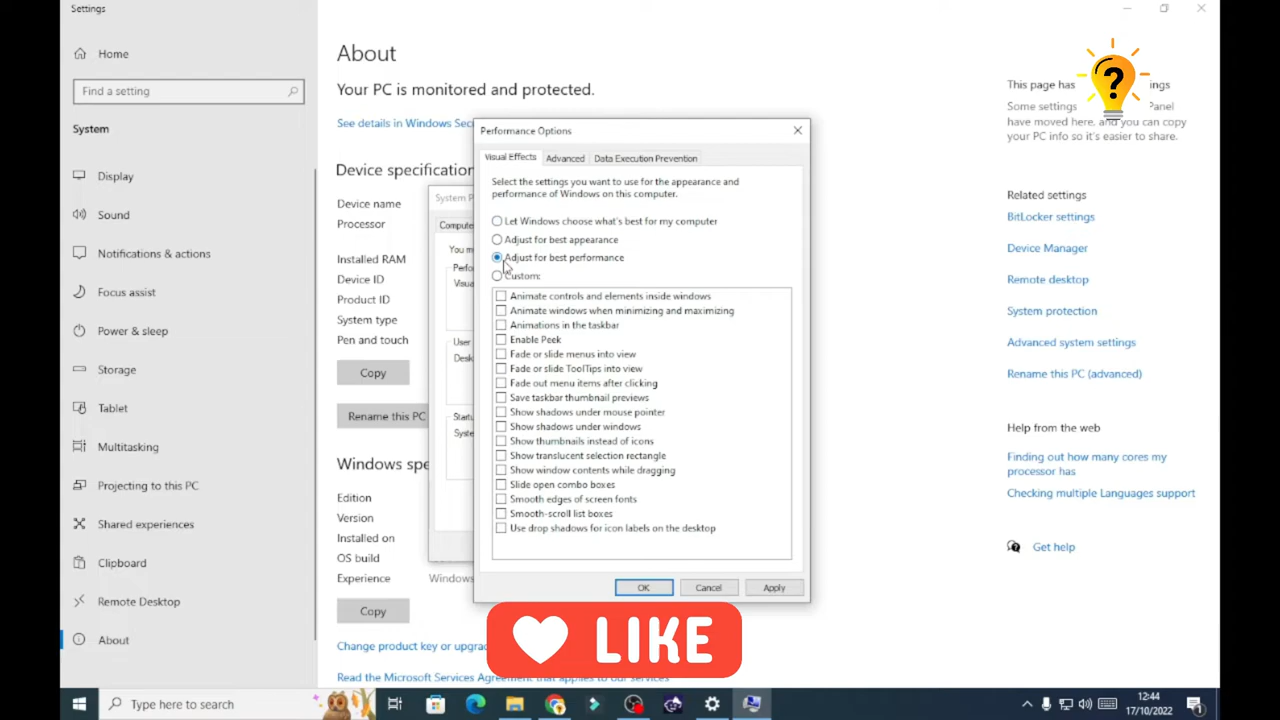 Settings
Home
Find a setting
System
Display
Sound
Notifications & actions
Focus assist
Power & sleep
Storage
Tablet
Multitasking
Projecting to this PC
Shared experiences
Clipboard
Remote Desktop
About
About
Your PC is monitored and protected.
See details in Windows Sec
Device specification
Device name
Processor
Installed RAM
Device ID
Product ID
System type
Pen and touch
Copy
Rename this PC
Windows spe
Edition
Version
Installed on
OS build
Experience
Windows
Copy
Change product key or upgrad
Read the Microsoft Services Agreement that applies to our services
System P
Compute
You m
Perfo
Visua
User
Desk
Startu
Syste
Performance Options
Visual Effects
Advanced
Data Execution Prevention
Select the settings you want to use for the appearance and
performance of Windows on this computer.
Let Windows choose what's best for my computer
Adjust for best appearance
Adjust for best performance
Custom:
Animate controls and elements inside windows
Animate windows when minimizing and maximizing
Animations in the taskbar
Enable Peek
Fade or slide menus into view
Fade or slide ToolTips into view
Fade out menu items after clicking
Save taskbar thumbnail previews
Show shadows under mouse pointer
Show shadows under windows
Show thumbnails instead of icons
Show translucent selection rectangle
Show window contents while dragging
Slide open combo boxes
Smooth edges of screen fonts
Smooth-scroll list boxes
Use drop shadows for icon labels on the desktop
OK
Cancel
Apply
LIKE
?
This page has ngs
Some settings Panel
have moved here, and you can copy
your PC info so it's easier to share.
Related settings
BitLocker settings
Device Manager
Remote desktop
System protection
Advanced system settings
Rename this PC (advanced)
Help from the web
Finding out how many cores my
processor has
Checking multiple Languages support
Get help
Type here to search
12:44
17/10/2022
1